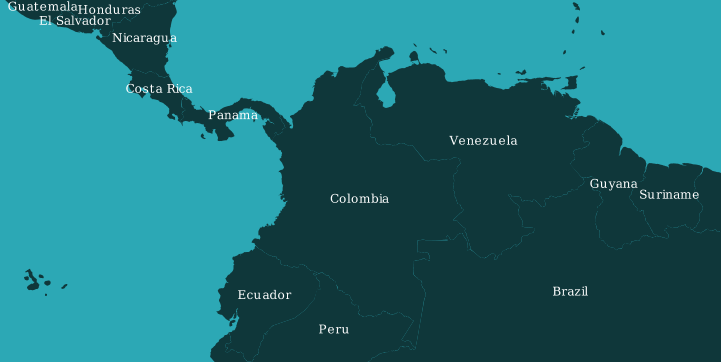 Guatemala
Honduras
El Salvador
Nicaragua
Costa Rica
Panama
Venezuela
Guyana
Suriname
Colombia
Ecuador
Brazil
Peru